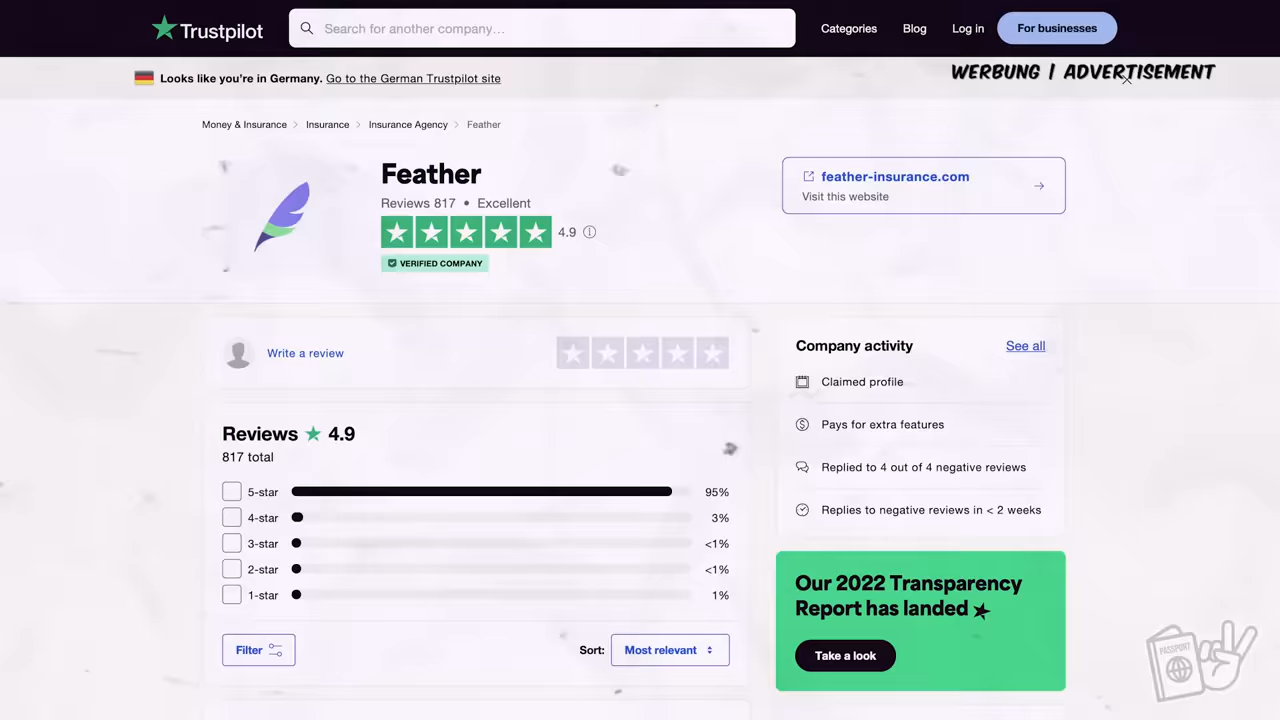 Trustpilot
Search for another company…
Categories
Blog
Log in
For businesses
Looks like you're in Germany. Go to the German Trustpilot site
WERBUNG | ADVERTISEMENT
Money & Insurance > Insurance > Insurance Agency > Feather
Feather
Reviews 817 • Excellent
4.9
VERIFIED COMPANY
feather-insurance.com
Visit this website
Write a review
Reviews ★ 4.9
817 total
5-star 95%
4-star 3%
3-star <1%
2-star <1%
1-star 1%
Filter
Sort: Most relevant
Company activity
See all
Claimed profile
Pays for extra features
Replied to 4 out of 4 negative reviews
Replies to negative reviews in < 2 weeks
Our 2022 Transparency
Report has landed
Take a look
PASSPORT